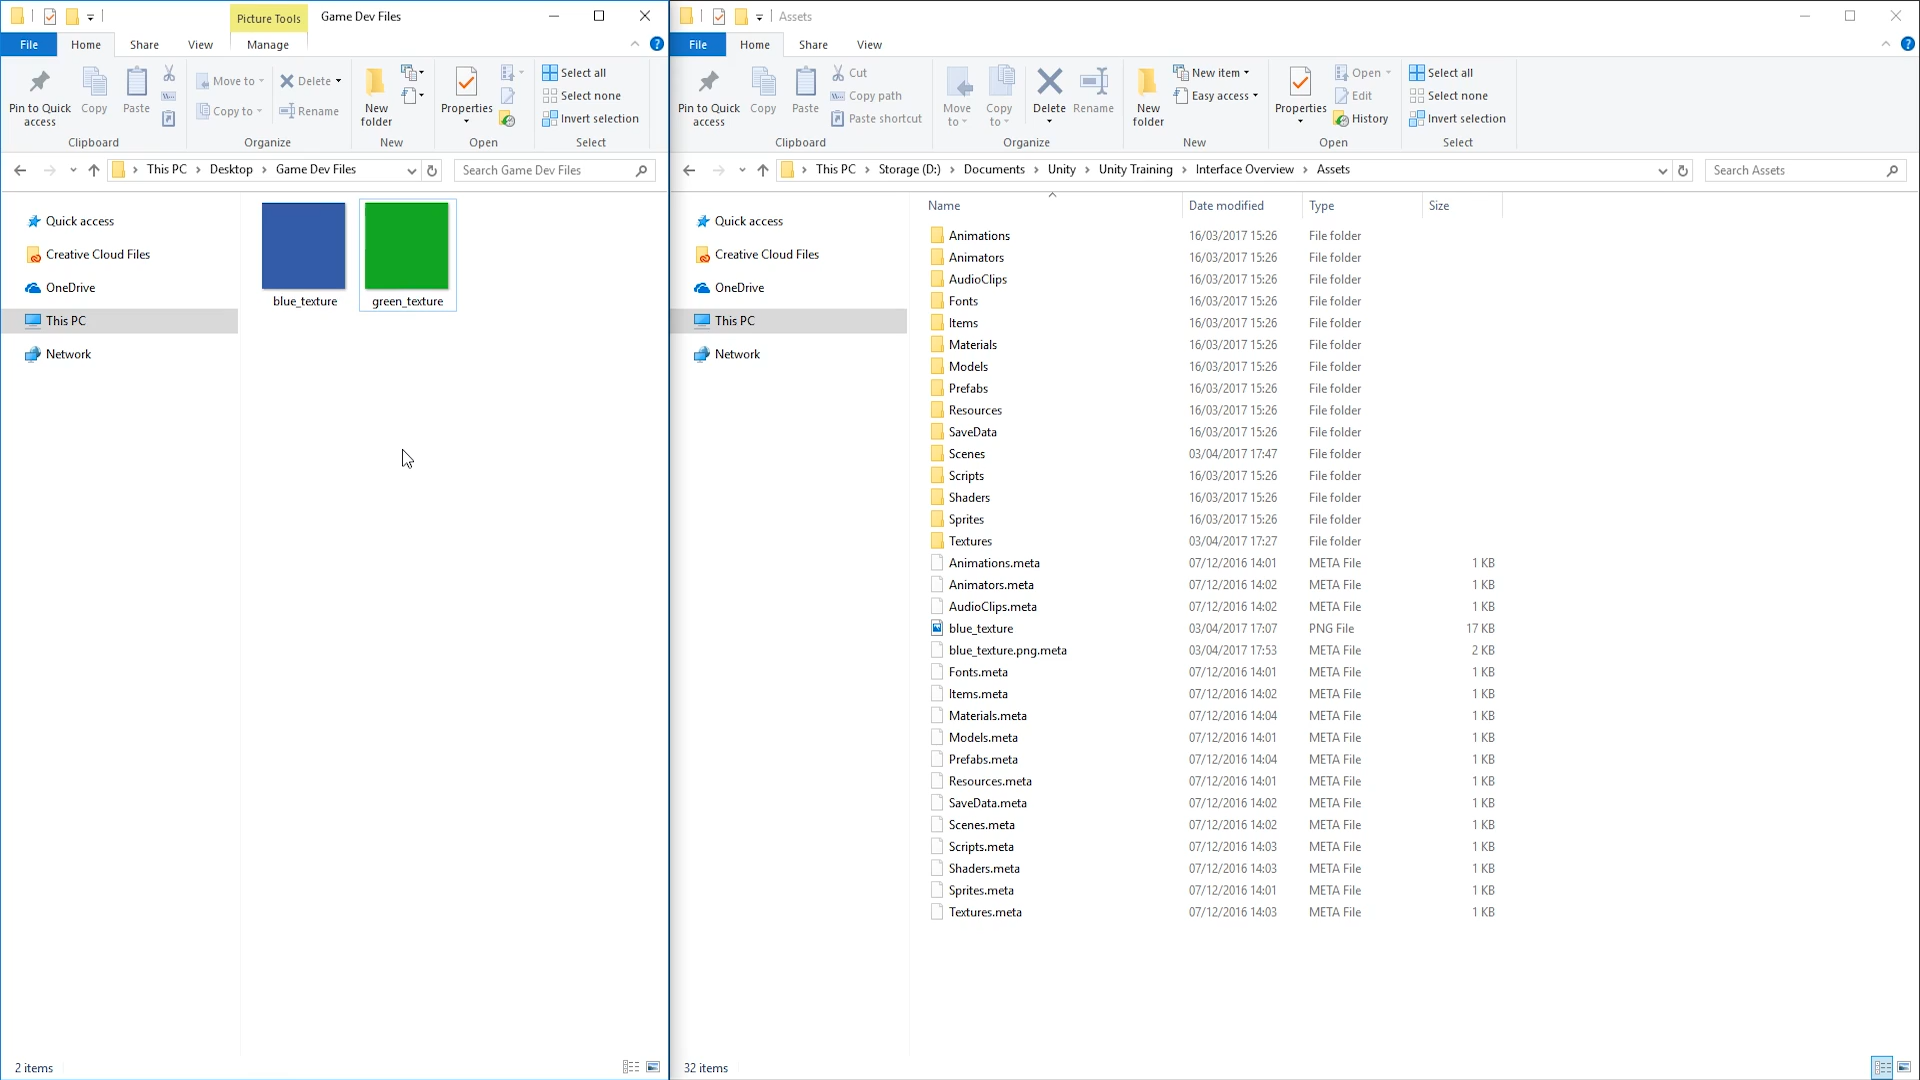 Picture Tools
Game Dev Files
File
Home
Share
View
Manage
Pin to Quick access
Copy
Paste
Clipboard
Move to
Copy to
Delete
Rename
Organize
New folder
New
Properties
Open
Select all
Select none
Invert selection
Select
This PC
Desktop
Game Dev Files
Search Game Dev Files
Quick access
Creative Cloud Files
OneDrive
This PC
Network
blue_texture
green_texture
2 items
Assets
File
Home
Share
View
Pin to Quick access
Copy
Paste
Cut
Copy path
Paste shortcut
Clipboard
Move to
Copy to
Delete
Rename
Organize
New folder
New item
Easy access
New
Properties
Open
Edit
History
Open
Select all
Select none
Invert selection
Select
This PC
Storage (D:)
Documents
Unity
Unity Training
Interface Overview
Assets
Search Assets
Quick access
Creative Cloud Files
OneDrive
This PC
Network
Name Date modified Type Size
Animations 16/03/2017 15:26 File folder
Animators 16/03/2017 15:26 File folder
AudioClips 16/03/2017 15:26 File folder
Fonts 16/03/2017 15:26 File folder
Items 16/03/2017 15:26 File folder
Materials 16/03/2017 15:26 File folder
Models 16/03/2017 15:26 File folder
Prefabs 16/03/2017 15:26 File folder
Resources 16/03/2017 15:26 File folder
SaveData 16/03/2017 15:26 File folder
Scenes 03/04/2017 17:47 File folder
Scripts 16/03/2017 15:26 File folder
Shaders 16/03/2017 15:26 File folder
Sprites 16/03/2017 15:26 File folder
Textures 03/04/2017 17:27 File folder
Animations.meta 07/12/2016 14:01 META File 1 KB
Animators.meta 07/12/2016 14:02 META File 1 KB
AudioClips.meta 07/12/2016 14:02 META File 1 KB
blue_texture 03/04/2017 17:07 PNG File 17 KB
blue_texture.png.meta 03/04/2017 17:53 META File 2 KB
Fonts.meta 07/12/2016 14:01 META File 1 KB
Items.meta 07/12/2016 14:02 META File 1 KB
Materials.meta 07/12/2016 14:04 META File 1 KB
Models.meta 07/12/2016 14:01 META File 1 KB
Prefabs.meta 07/12/2016 14:04 META File 1 KB
Resources.meta 07/12/2016 14:01 META File 1 KB
SaveData.meta 07/12/2016 14:02 META File 1 KB
Scenes.meta 07/12/2016 14:02 META File 1 KB
Scripts.meta 07/12/2016 14:03 META File 1 KB
Shaders.meta 07/12/2016 14:03 META File 1 KB
Sprites.meta 07/12/2016 14:01 META File 1 KB
Textures.meta 07/12/2016 14:03 META File 1 KB
32 items